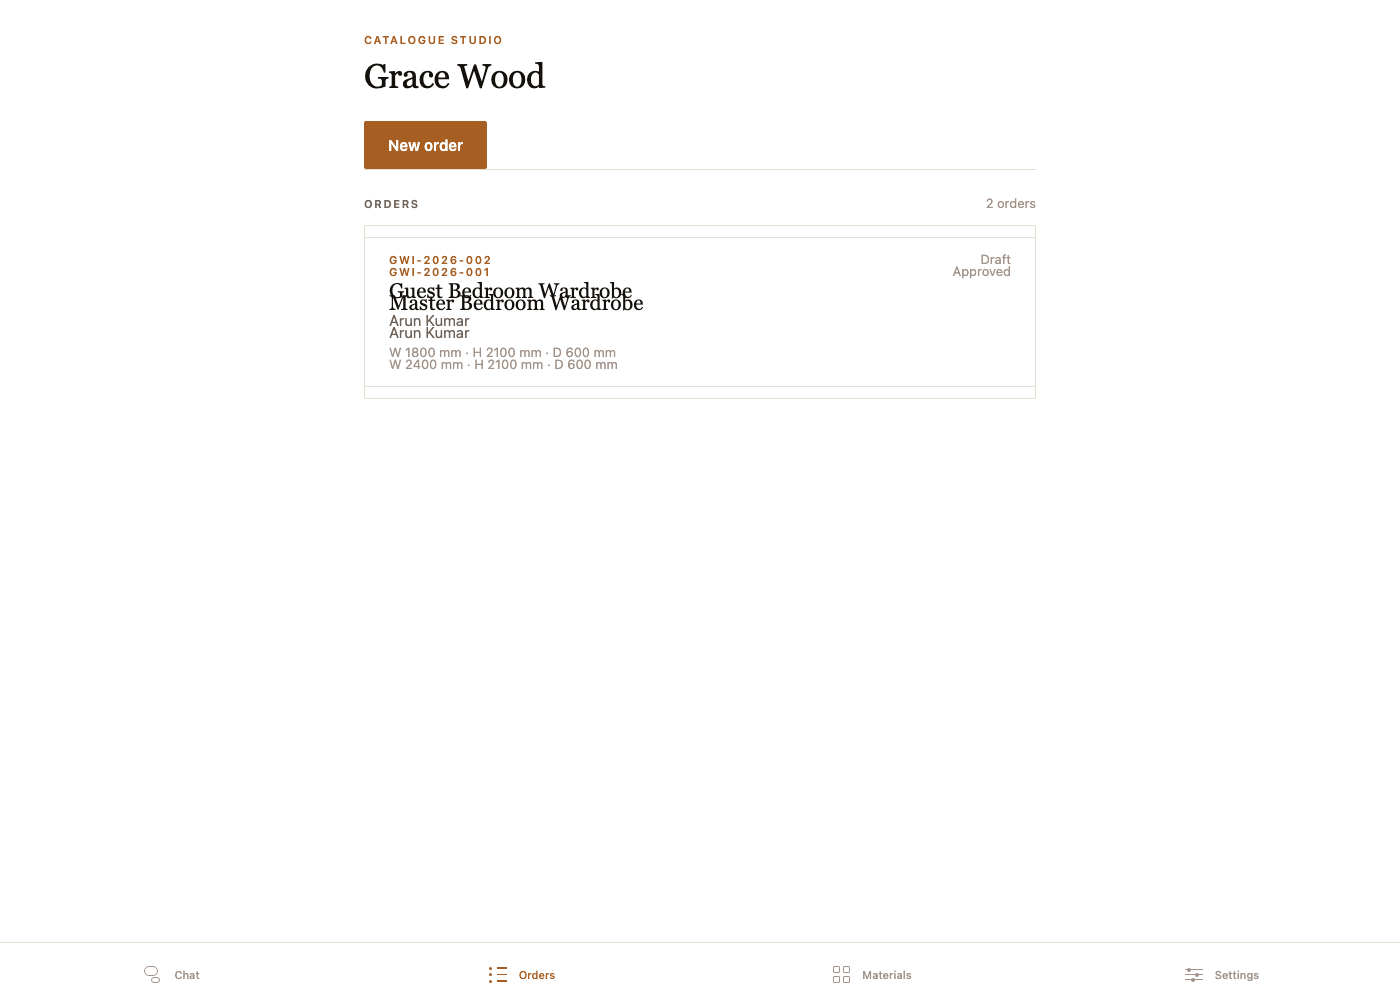 CATALOGUE STUDIO
Grace Wood
New order
ORDERS
2 orders
GWI-2026-002
Draft
GWI-2026-001
Approved
Guest Bedroom Wardrobe
Master Bedroom Wardrobe
Arun Kumar
Arun Kumar
W 1800 mm · H 2100 mm · D 600 mm
W 2400 mm · H 2100 mm · D 600 mm
Chat
Orders
Materials
Settings